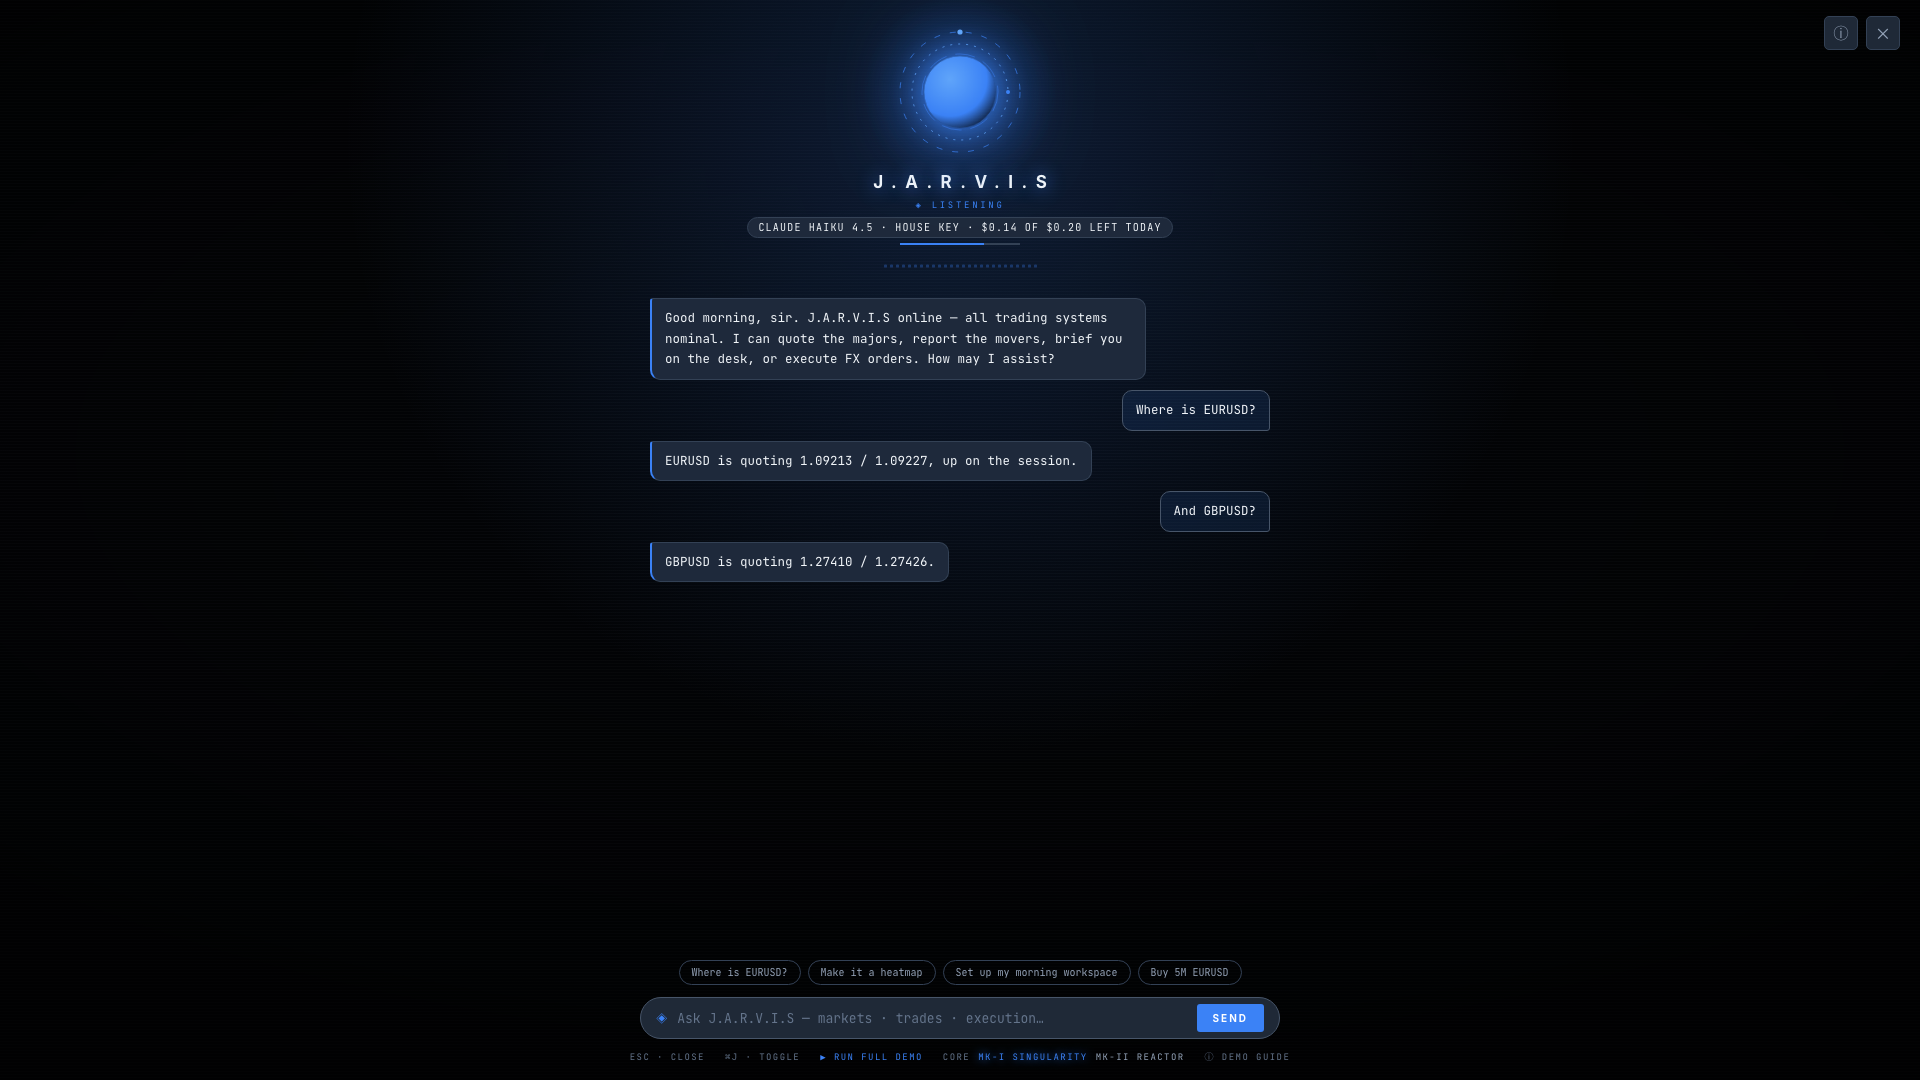 ⓘ
J.A.R.V.I.S
◈ LISTENING
CLAUDE HAIKU 4.5 · HOUSE KEY · $0.14 OF $0.20 LEFT TODAY
Good morning, sir. J.A.R.V.I.S online — all trading systems
nominal. I can quote the majors, report the movers, brief you
on the desk, or execute FX orders. How may I assist?
Where is EURUSD?
EURUSD is quoting 1.09213 / 1.09227, up on the session.
And GBPUSD?
GBPUSD is quoting 1.27410 / 1.27426.
Where is EURUSD? Make it a heatmap Set up my morning workspace Buy 5M EURUSD
◈ Ask J.A.R.V.I.S — markets · trades · execution… SEND
ESC · CLOSE ⌘J · TOGGLE ▶ RUN FULL DEMO CORE MK-I SINGULARITY MK-II REACTOR ⓘ DEMO GUIDE